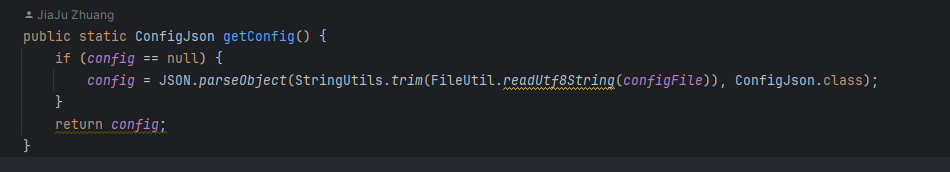 JiaJu Zhuang
public static ConfigJson getConfig() {
if (config == null) {
config = JSON.parseObject(StringUtils.trim(FileUtil.readUtf8String(configFile)), ConfigJson.class);
}
return config;
}